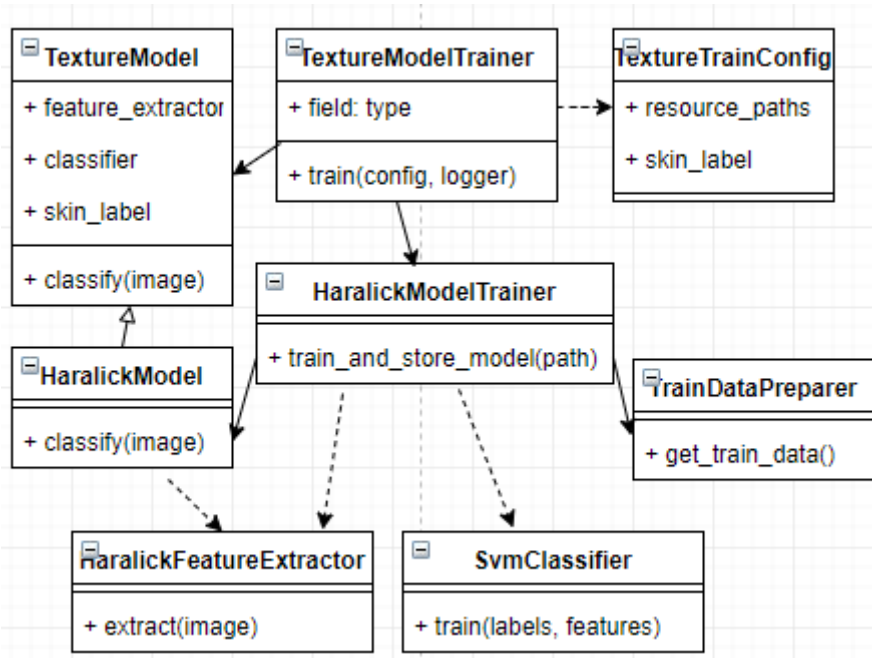 TextureModel
+ feature_extractor
+ classifier
+ skin_label
+ classify(image)
TextureModelTrainer
+ field: type
+ train(config, logger)
TextureTrainConfig
+ resource_paths
+ skin_label
HaralickModelTrainer
+ train_and_store_model(path)
HaralickModel
+ classify(image)
TrainDataPreparer
+ get_train_data()
HaralickFeatureExtractor
+ extract(image)
SvmClassifier
+ train(labels, features)